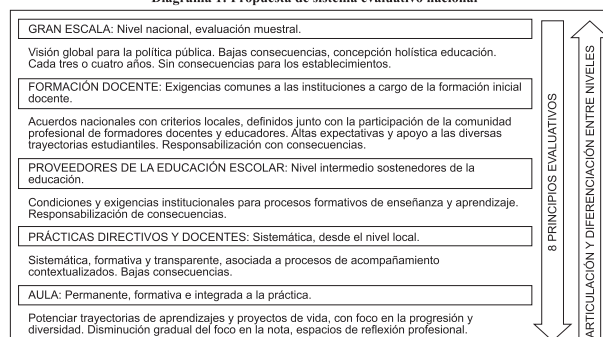 Diagrama 1. Propuesta de sistema evaluativo nacional
GRAN ESCALA: Nivel nacional, evaluación muestral.
Visión global para la política pública. Bajas consecuencias, concepción holística educación.
Cada tres o cuatro años. Sin consecuencias para los establecimientos.
FORMACIÓN DOCENTE: Exigencias comunes a las instituciones a cargo de la formación inicial
docente.
Acuerdos nacionales con criterios locales, definidos junto con la participación de la comunidad
profesional de formadores docentes y educadores. Altas expectativas y apoyo a las diversas
trayectorias estudiantiles. Responsabilización con consecuencias.
PROVEEDORES DE LA EDUCACIÓN ESCOLAR: Nivel intermedio sostenedores de la
educación.
Condiciones y exigencias institucionales para procesos formativos de enseñanza y aprendizaje.
Responsabilización de consecuencias.
PRÁCTICAS DIRECTIVOS Y DOCENTES: Sistemática, desde el nivel local.
Sistemática, formativa y transparente, asociada a procesos de acompañamiento
contextualizados. Bajas consecuencias.
AULA: Permanente, formativa e integrada a la práctica.
Potenciar trayectorias de aprendizajes y proyectos de vida, con foco en la progresión y
diversidad. Disminución gradual del foco en la nota, espacios de reflexión profesional.
8 PRINCIPIOS EVALUATIVOS
ARTICULACIÓN Y DIFERENCIACIÓN ENTRE NIVELES